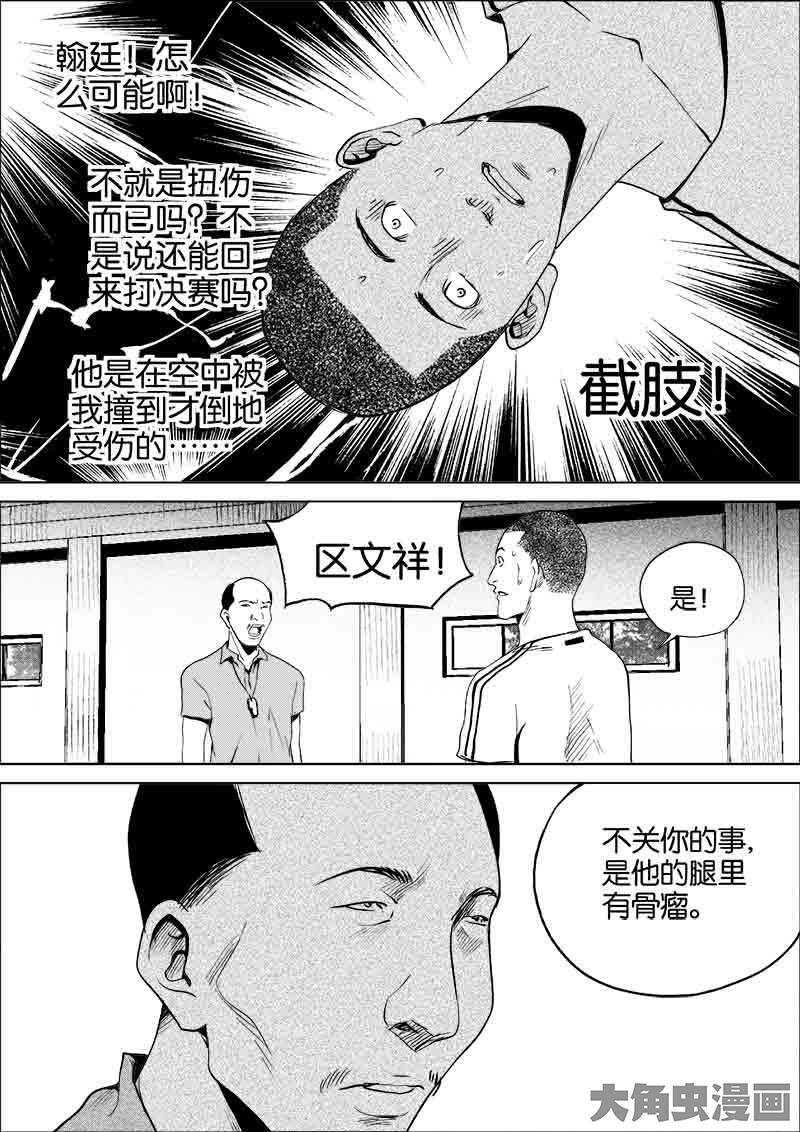 翰廷！怎
么可能啊！
不就是扭伤
而已吗？不
是说还能回
来打决赛吗？
他是在空中被
我撞到才倒地
受伤的……
截肢！
区文祥！
是！
不关你的事，
是他的腿里
有骨瘤。
大角虫漫画